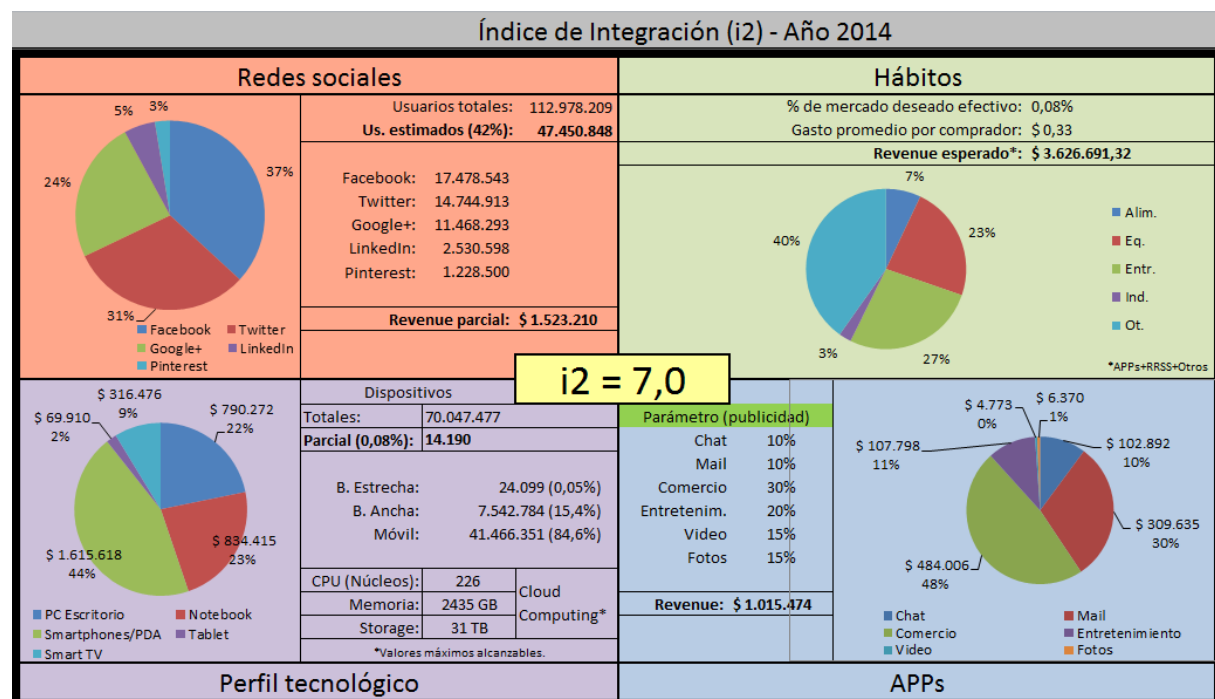 Índice de Integración (i2) - Año 2014
Redes sociales
5% 3%
37%
24%
31%
Facebook Twitter
Google+ LinkedIn
Pinterest
Usuarios totales: 112.978.209
Us. estimados (42%): 47.450.848
Facebook: 17.478.543
Twitter: 14.744.913
Google+: 11.468.293
LinkedIn: 2.530.598
Pinterest: 1.228.500
Revenue parcial: $ 1.523.210
Hábitos
% de mercado deseado efectivo: 0,08%
Gasto promedio por comprador: $ 0,33
Revenue esperado*: $ 3.626.691,32
7%
23%
40%
3%
27%
Alim.
Eq.
Entr.
Ind.
Ot.
*APPs+RRSS+Otros
i2 = 7,0
$ 316.476
9%
$ 790.272
22%
$ 69.910
2%
$ 834.415
23%
$ 1.615.618
44%
PC Escritorio Notebook
Smartphones/PDA Tablet
Smart TV
Dispositivos
Totales: 70.047.477
Parcial (0,08%): 14.190
B. Estrecha: 24.099 (0,05%)
B. Ancha: 7.542.784 (15,4%)
Móvil: 41.466.351 (84,6%)
CPU (Núcleos): 226
Memoria: 2435 GB
Storage: 31 TB
Cloud
Computing*
*Valores máximos alcanzables.
Perfil tecnológico
Parámetro (publicidad)
Chat 10%
Mail 10%
Comercio 30%
Entretenim. 20%
Video 15%
Fotos 15%
Revenue: $ 1.015.474
$ 4.773
0%
$ 6.370
1%
$ 107.798
11%
$ 102.892
10%
$ 309.635
30%
$ 484.006
48%
Chat Mail
Comercio Entretenimiento
Video Fotos
APPs